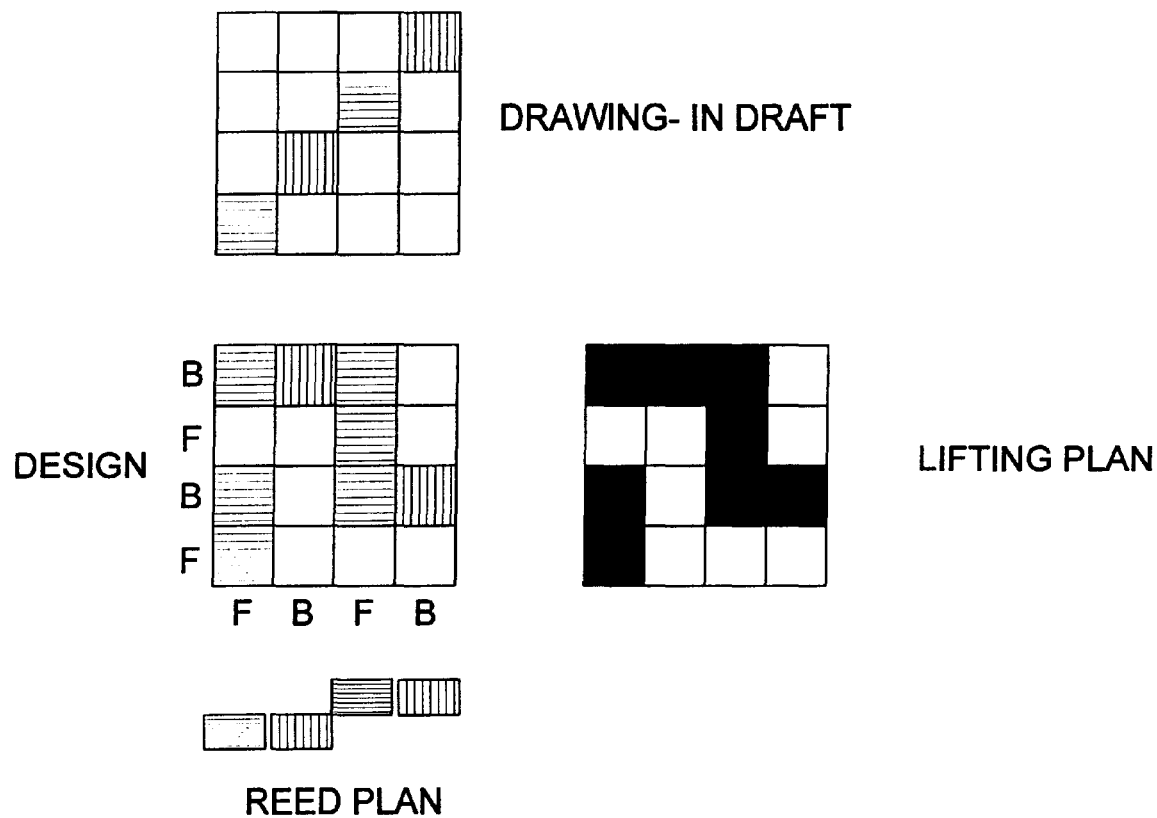 DRAWING- IN DRAFT
B
F
DESIGN
LIFTING PLAN
B
F
F B F B
REED PLAN